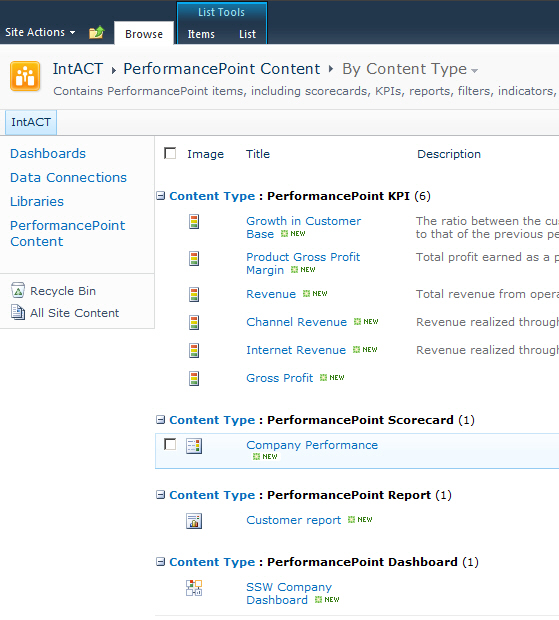 List Tools
Site Actions Browse Items List
IntACT PerformancePoint Content By Content Type
Contains PerformancePoint items, including scorecards, KPIs, reports, filters, indicators,
IntACT
Dashboards
Data Connections
Libraries
PerformancePoint
Content
Recycle Bin
All Site Content
Image Title Description
Content Type : PerformancePoint KPI (6)
Growth in Customer The ratio between the cu
Base NEW to that of the previous pe
Product Gross Profit Total profit earned as a p
Margin NEW
Revenue NEW Total revenue from opera
Channel Revenue NEW Revenue realized through
Internet Revenue NEW Revenue realized through
Gross Profit NEW
Content Type : PerformancePoint Scorecard (1)
Company Performance
NEW
Content Type : PerformancePoint Report (1)
Customer report NEW
Content Type : PerformancePoint Dashboard (1)
SSW Company
Dashboard NEW